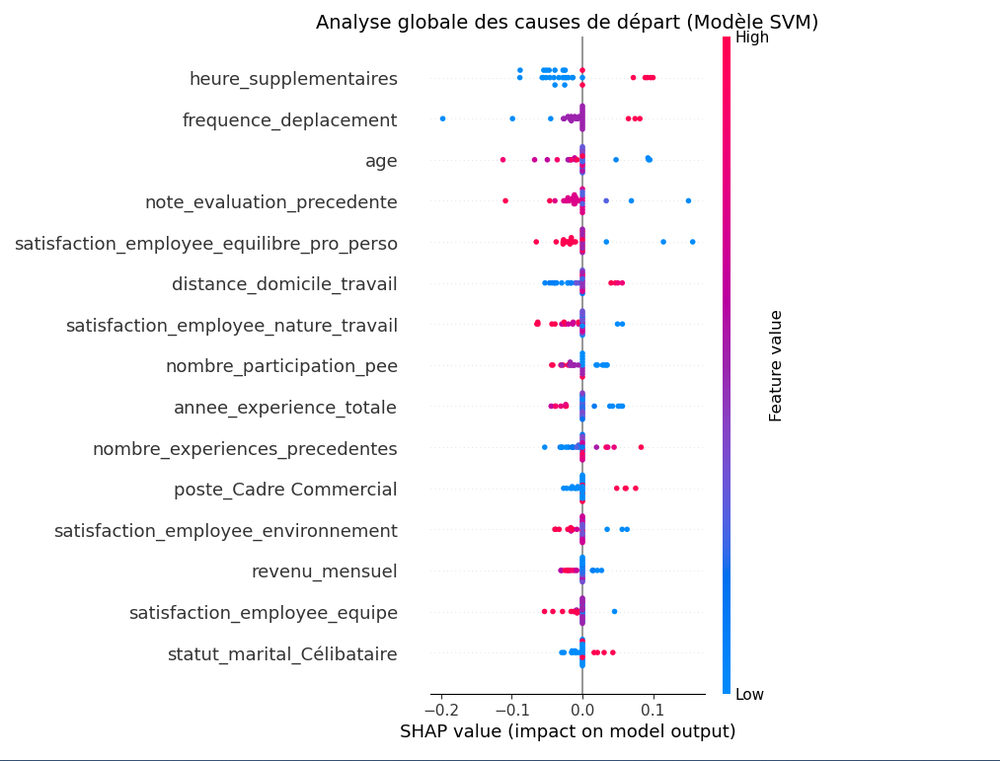 Analyse globale des causes de départ (Modèle SVM)
High
heure_supplementaires
frequence_deplacement
age
note_evaluation_precedente
satisfaction_employee_equilibre_pro_perso
distance_domicile_travail
satisfaction_employee_nature_travail
nombre_participation_pee
annee_experience_totale
nombre_experiences_precedentes
poste_Cadre Commercial
satisfaction_employee_environnement
revenu_mensuel
satisfaction_employee_equipe
statut_marital_Célibataire
Feature value
Low
−0.2 −0.1 0.0 0.1
SHAP value (impact on model output)